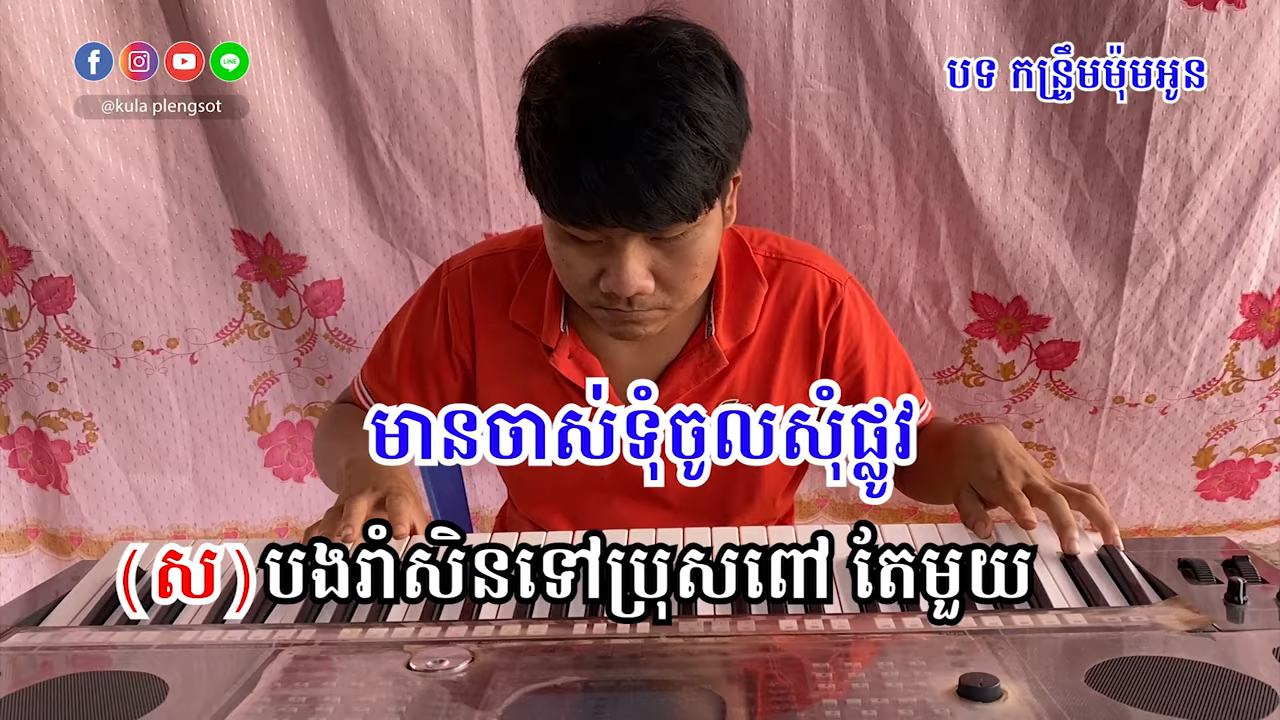 @kula plengsot
បទ កន្ទ្រឹមម៉ុមអូន
មានចាស់ទុំចូលសុំផ្លូវ
(ស) បងរាំសិនទៅប្រុសពៅ តែមួយ